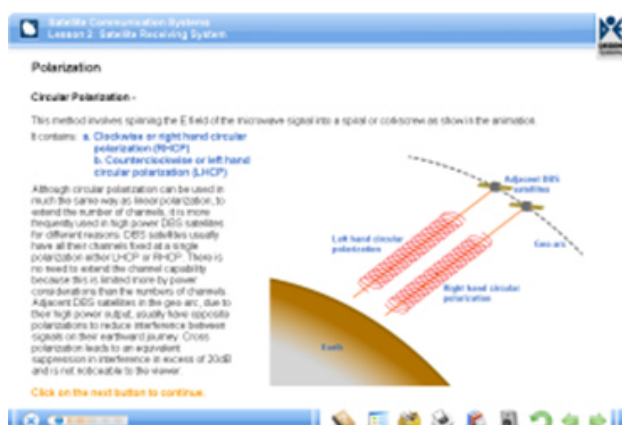 Satellite Communication Systems
Lesson 2: Satellite Receiving System
Polarization
Circular Polarization -
This method involves spinning the E field of the microwave signal into a spiral or corkscrew as show in the animation.
It contains: a. Clockwise or right hand circular
polarization (RHCP)
b. Counterclockwise or left hand
circular polarization (LHCP)
Although circular polarization can be used in
much the same way as linear polarization, to
extend the number of channels, it is more
frequently used in high power DBS satellites
for different reasons. DBS satellites usually
have all their channels fixed at a single
polarization either LHCP or RHCP. There is
no need to extend the channel capability
because this is limited more by power
considerations than the numbers of channels.
Adjacent DBS satellites in the geo arc, due to
their high power output, usually have opposite
polarizations to reduce interference between
signals on their earthward journey. Cross
polarization leads to an equivalent
suppression in interference in excess of 20dB
and is not noticeable to the viewer.
Click on the next button to continue.
Adjacent DBS
satellites
Geo arc
Left hand circular
polarization
Right hand circular
polarization
Earth